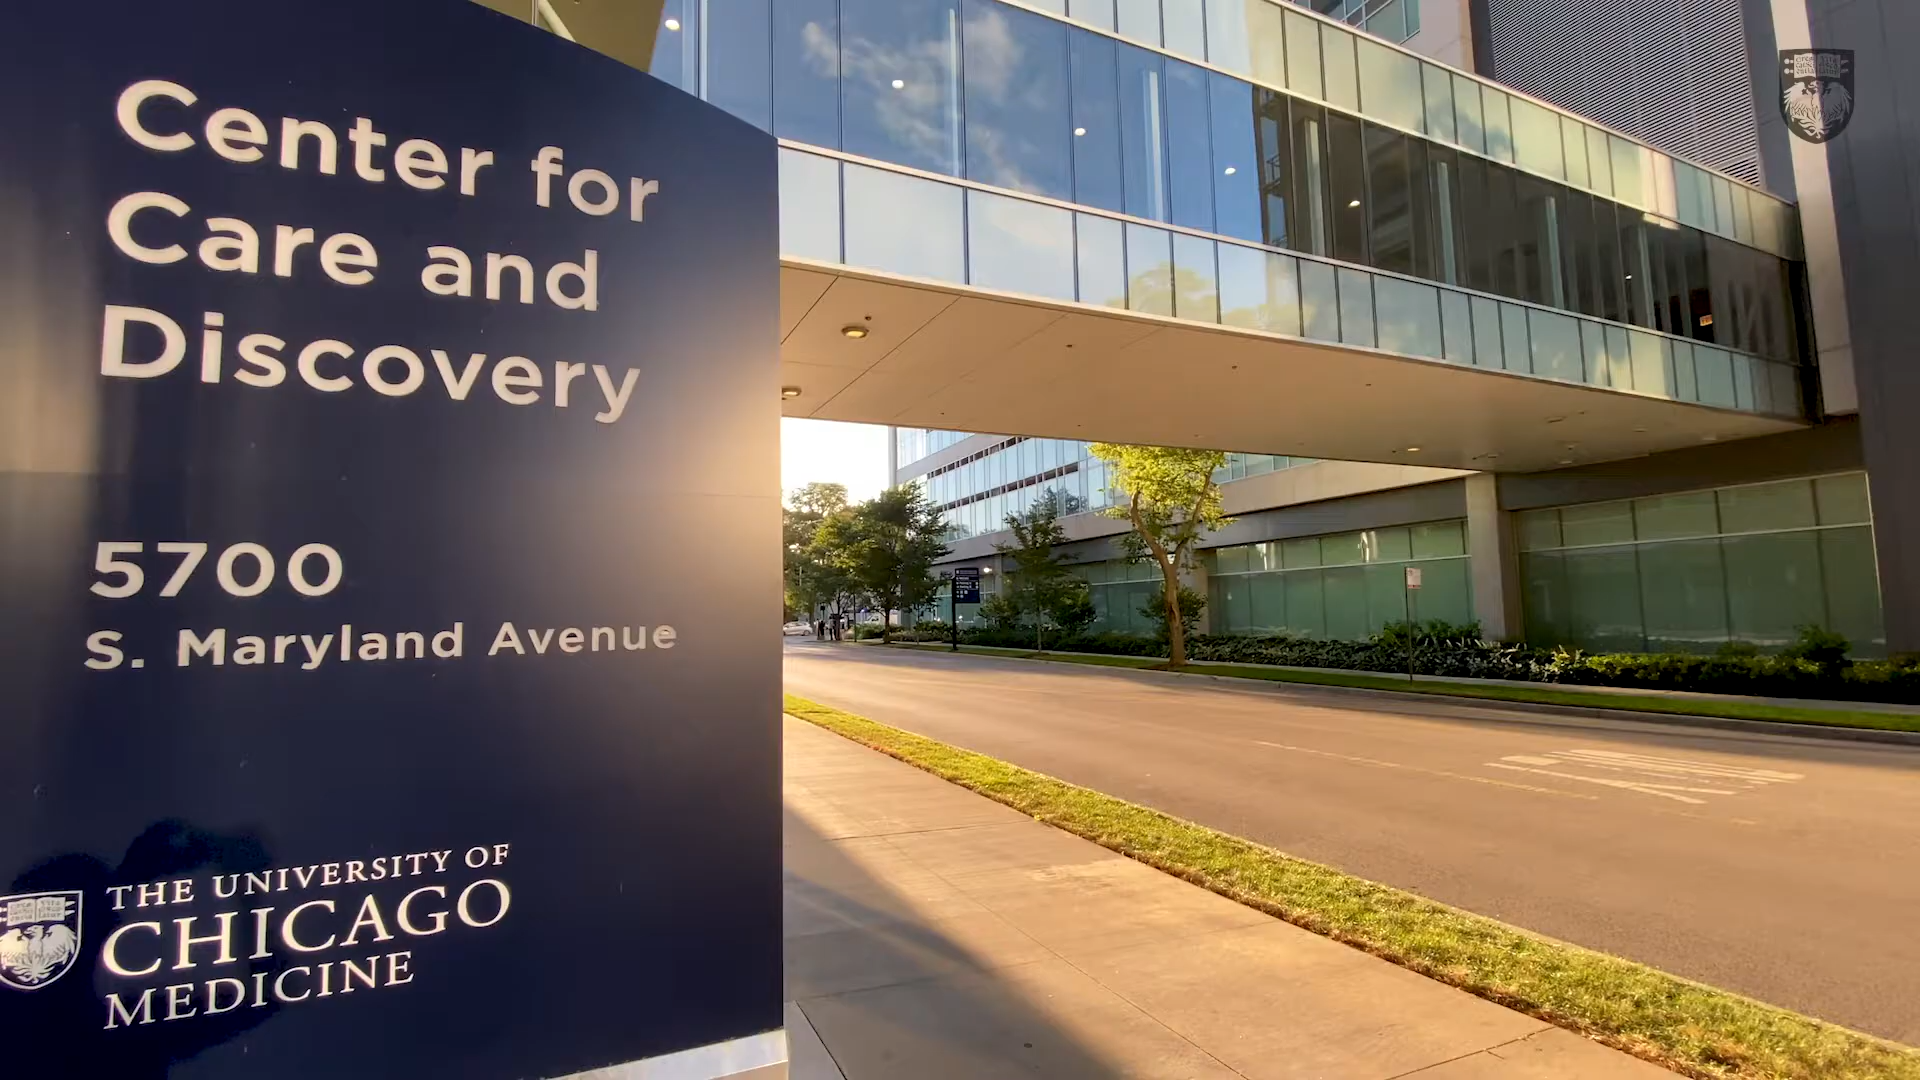 Center for
Care and
Discovery
5700
S. Maryland Avenue
THE UNIVERSITY OF
CHICAGO
MEDICINE